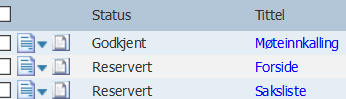 Status Tittel
Godkjent Møteinnkalling
Reservert Forside
Reservert Saksliste